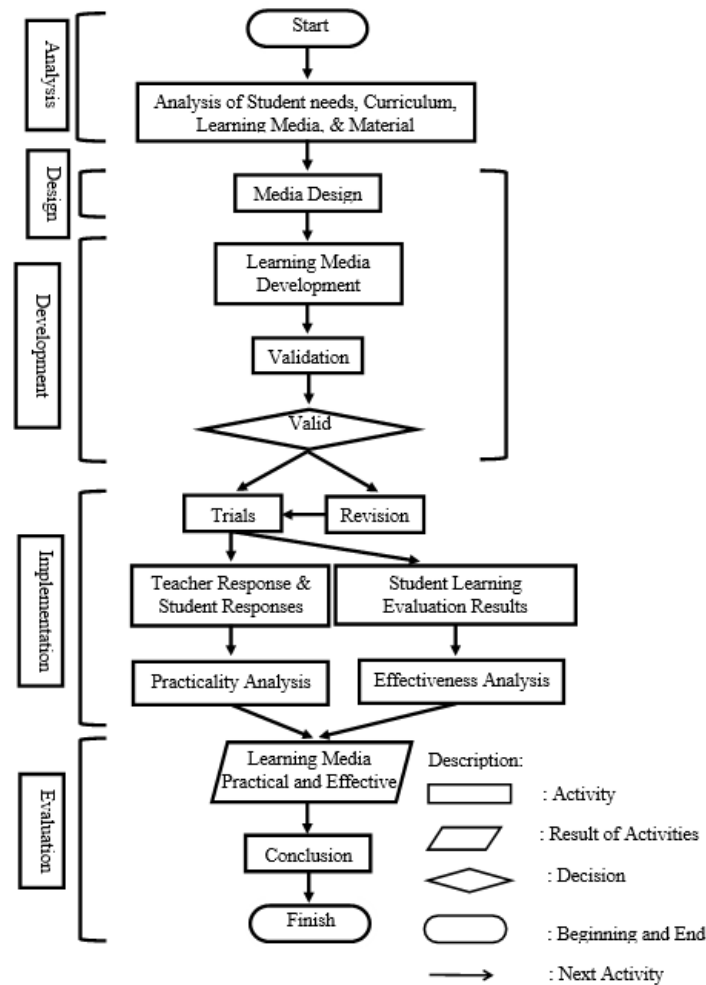 Start
Analysis
Analysis of Student needs, Curriculum,
Learning Media, & Material
Design
Media Design
Development
Learning Media
Development
Validation
Valid
Implementation
Trials
Revision
Teacher Response &
Student Responses
Student Learning
Evaluation Results
Practicality Analysis
Effectiveness Analysis
Evaluation
Learning Media
Practical and Effective
Conclusion
Finish
Description:
: Activity
: Result of Activities
: Decision
: Beginning and End
: Next Activity